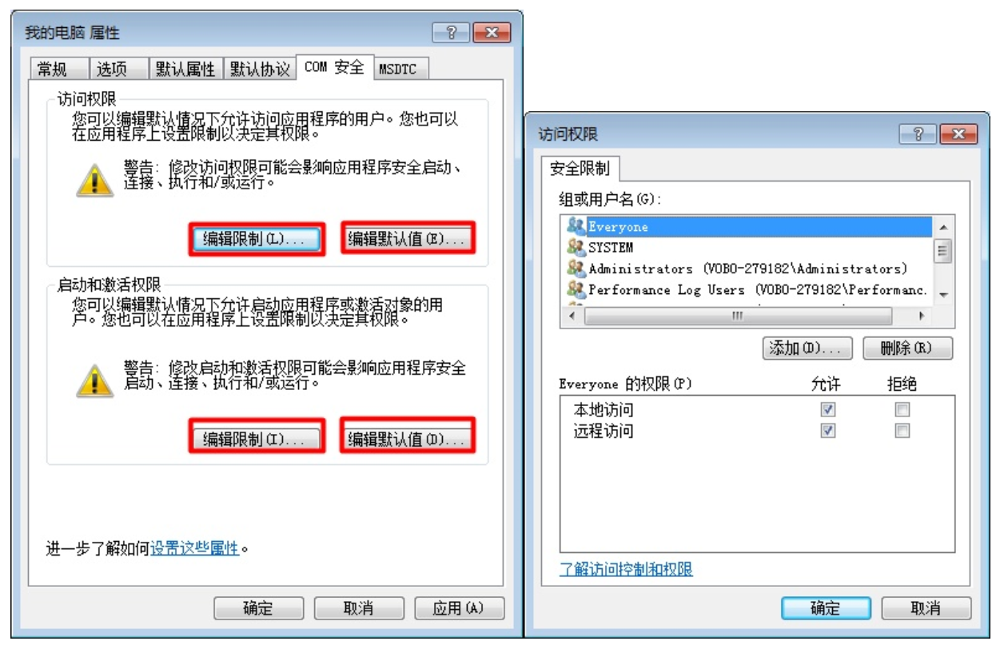 我的电脑 属性
常规
选项
默认属性
默认协议
COM 安全
MSDTC
访问权限
您可以编辑默认情况下允许访问应用程序的用户。您也可以
在应用程序上设置限制以决定其权限。
警告: 修改访问权限可能会影响应用程序安全启动、
连接、执行和/或运行。
编辑限制(L)...
编辑默认值(E)...
启动和激活权限
您可以编辑默认情况下允许启动应用程序或激活对象的用
户。您也可以在应用程序上设置限制以决定其权限。
警告: 修改启动和激活权限可能会影响应用程序安全
启动、连接、执行和/或运行。
编辑限制(I)...
编辑默认值(D)...
进一步了解如何设置这些属性。
确定
取消
应用(A)
访问权限
安全限制
组或用户名(G):
Everyone
SYSTEM
Administrators (VOBO-279182\Administrators)
Performance Log Users (VOBO-279182\Performanc.
添加(D)...
删除(R)
Everyone 的权限(P)
允许
拒绝
本地访问
远程访问
了解访问控制和权限
确定
取消